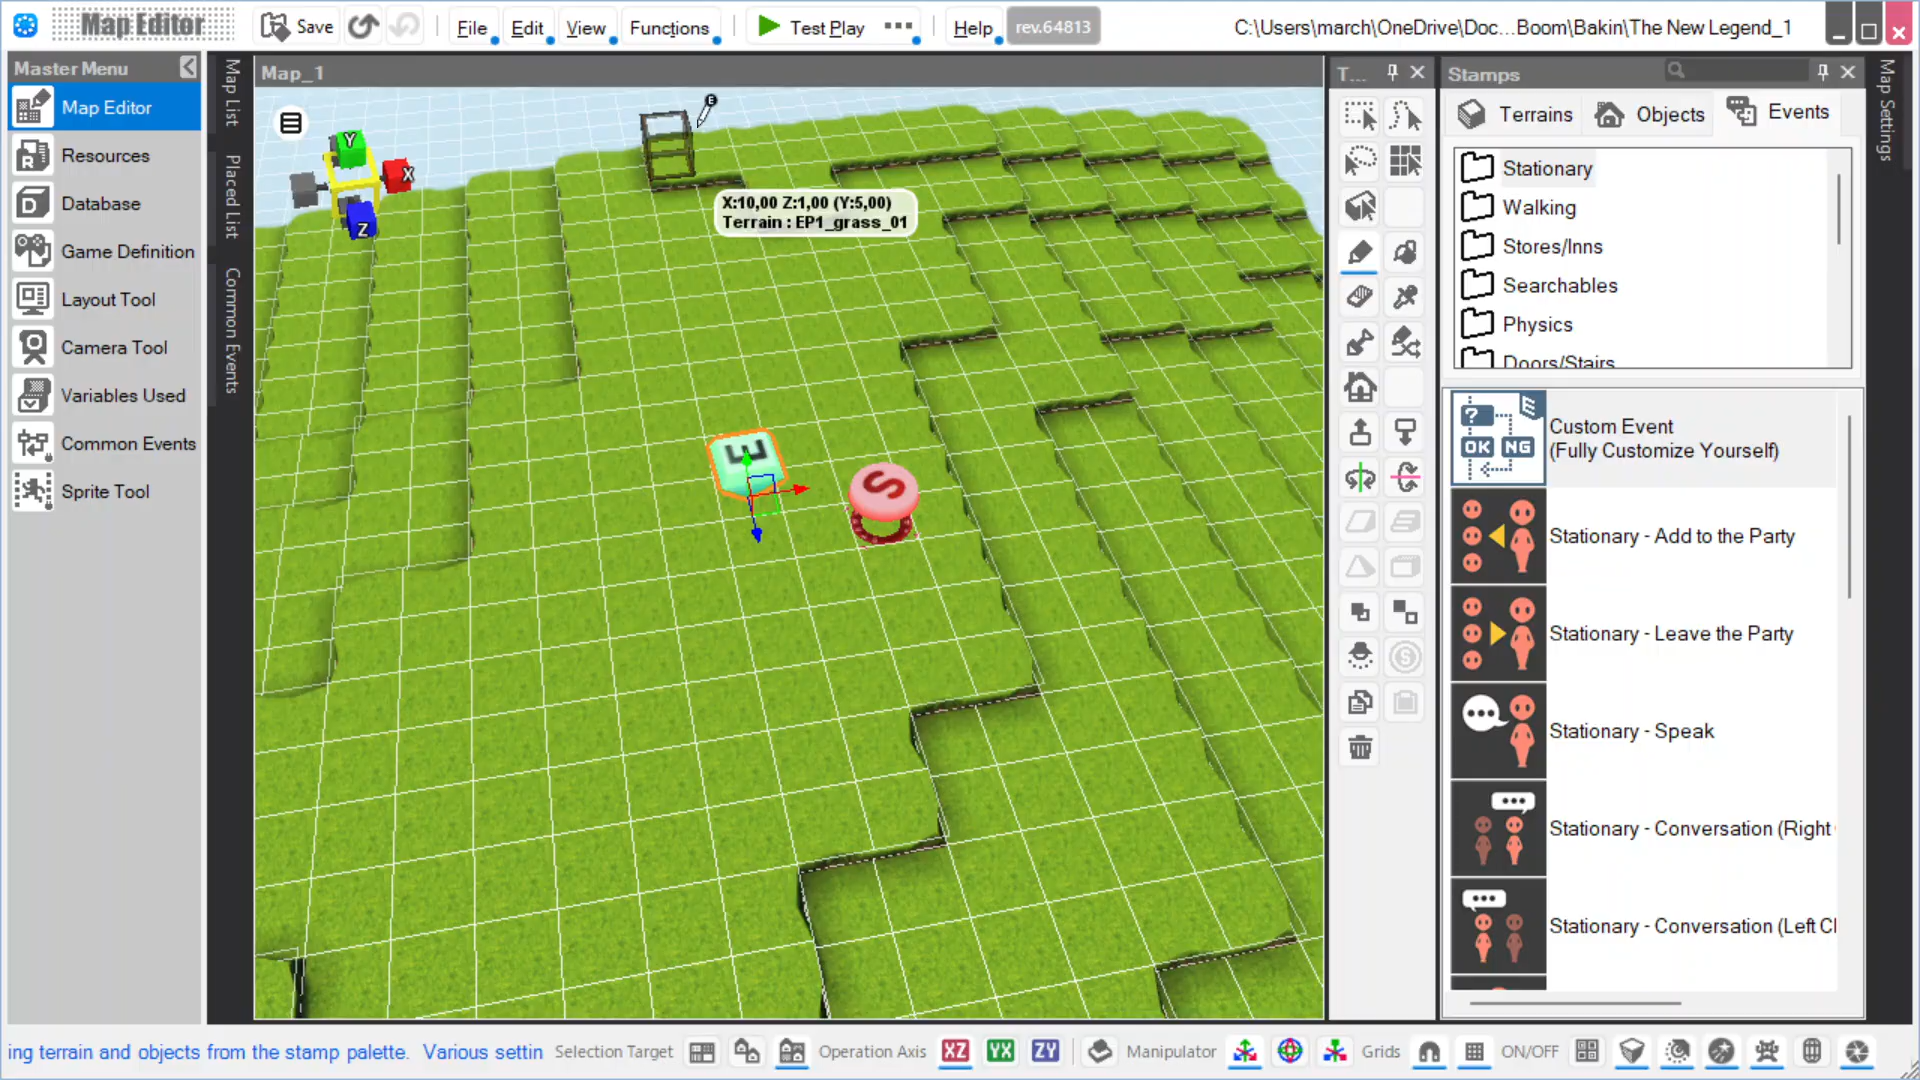 Map Editor
Save
File
Edit
View
Functions
Test Play
Help
rev.64813
C:\Users\march\OneDrive\Doc...Boom\Bakin\The New Legend_1
Master Menu
Map Editor
Resources
Database
Game Definition
Layout Tool
Camera Tool
Variables Used
Common Events
Sprite Tool
Map List
Placed List
Common Events
Map_1
Y
X
Z
X:10,00 Z:1,00 (Y:5,00)
Terrain : EP1_grass_01
E
S
T...
Stamps
Terrains
Objects
Events
Stationary
Walking
Stores/Inns
Searchables
Physics
Doors/Stairs
? E
OK NG
Custom Event
(Fully Customize Yourself)
Stationary - Add to the Party
Stationary - Leave the Party
Stationary - Speak
Stationary - Conversation (Right
Stationary - Conversation (Left Cl
Map Settings
ing terrain and objects from the stamp palette. Various settin
Selection Target
Operation Axis
XZ
YX
ZY
Manipulator
Grids
ON/OFF